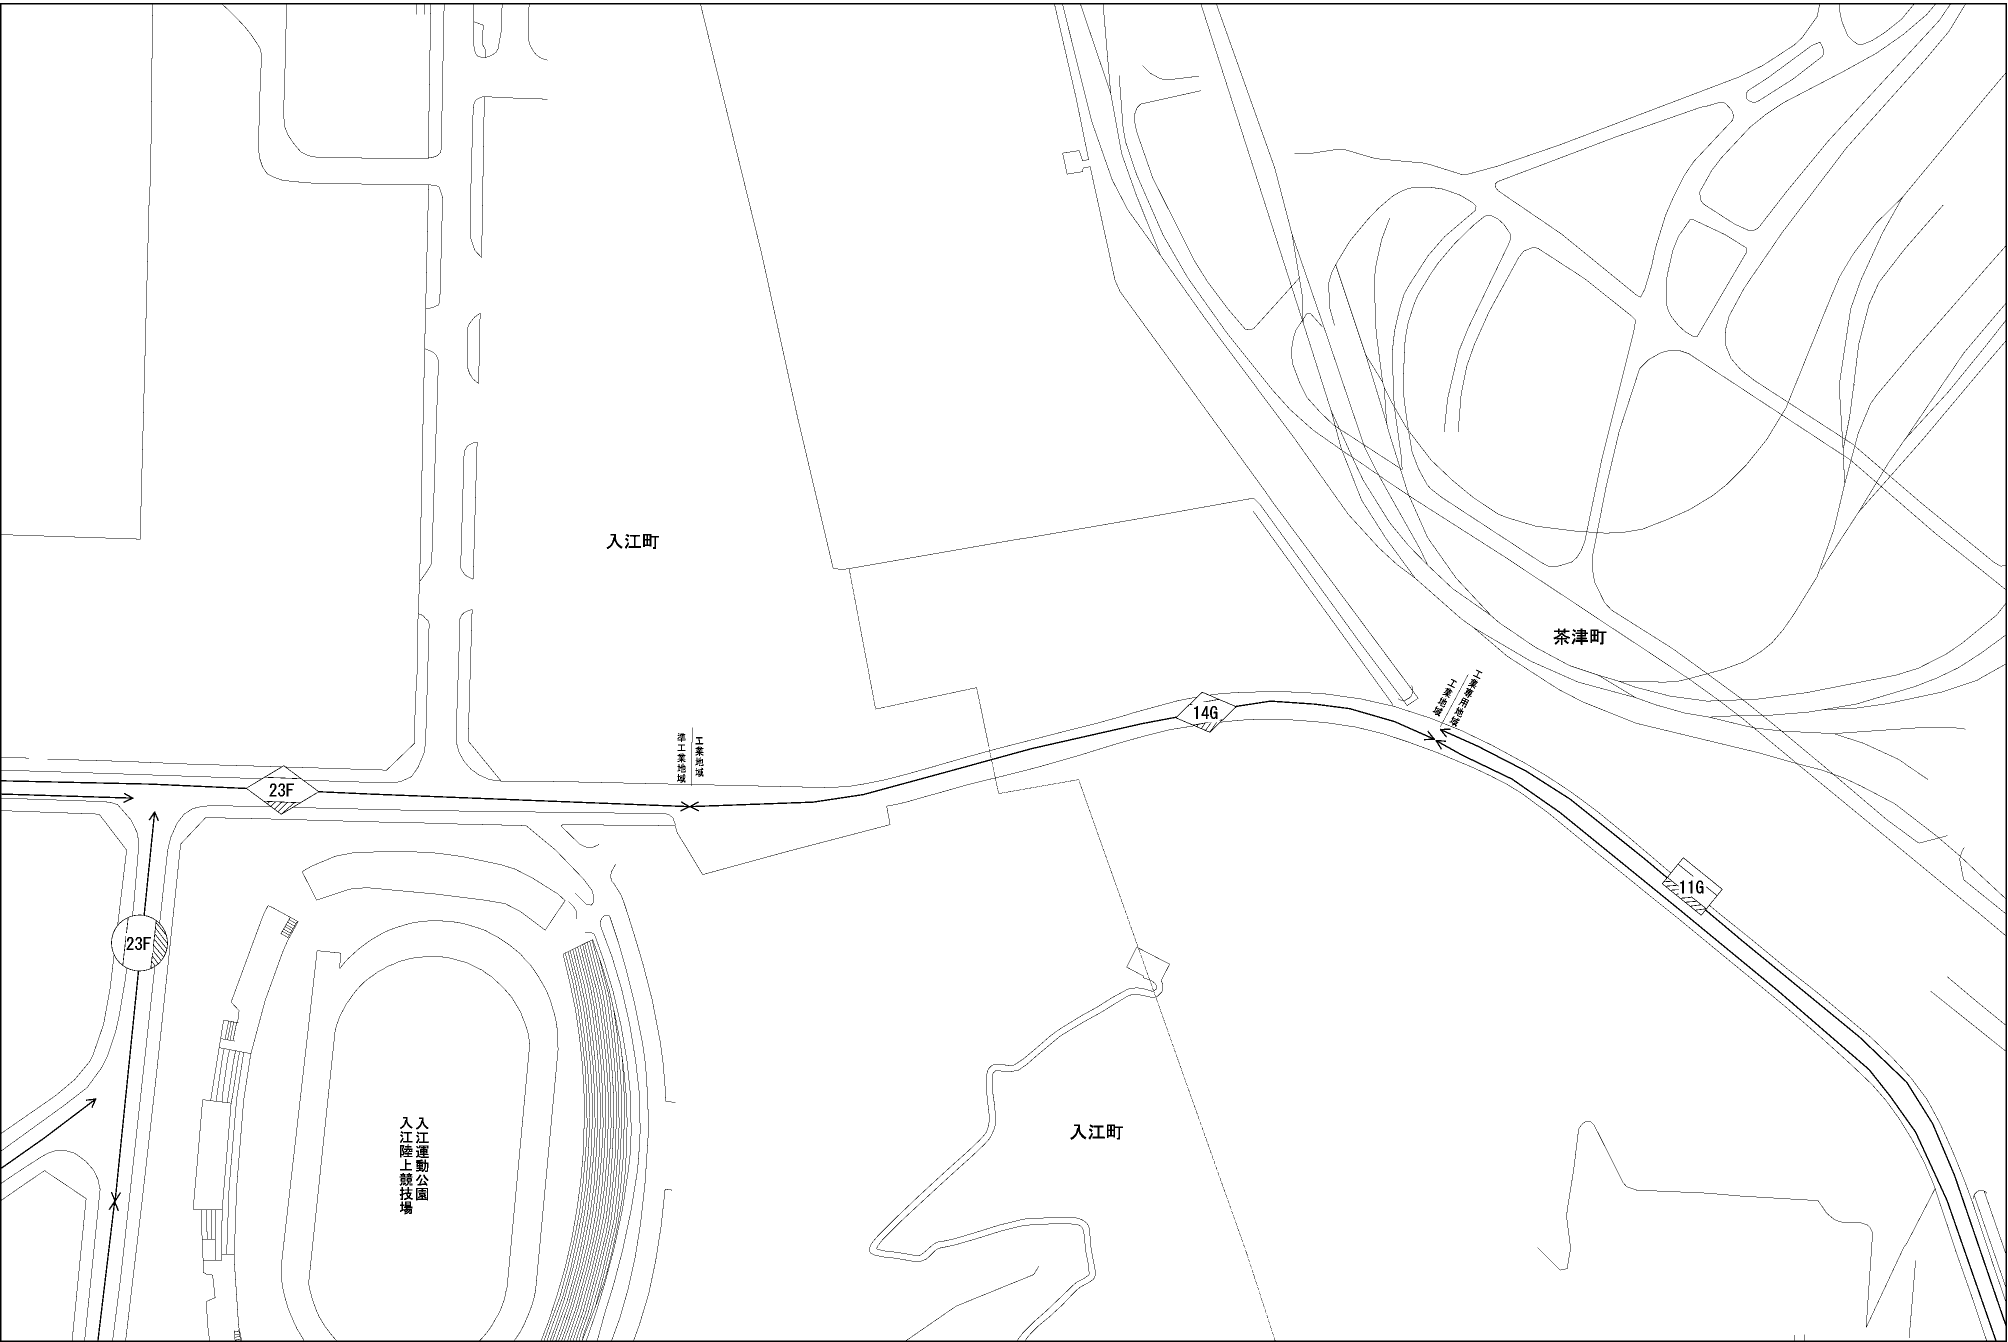 入江町
茶津町
工業専用地域
工業地域
14G
準工業地域
工業地域
23F
11G
23F
入江運動公園
入江陸上競技場
入江町